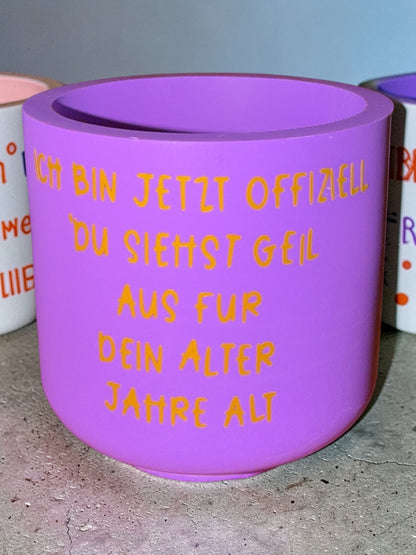 ICH BIN JETZT OFFIZIELL
DU SIEHST GEIL
AUS FUR
DEIN ALTER
JAHRE ALT